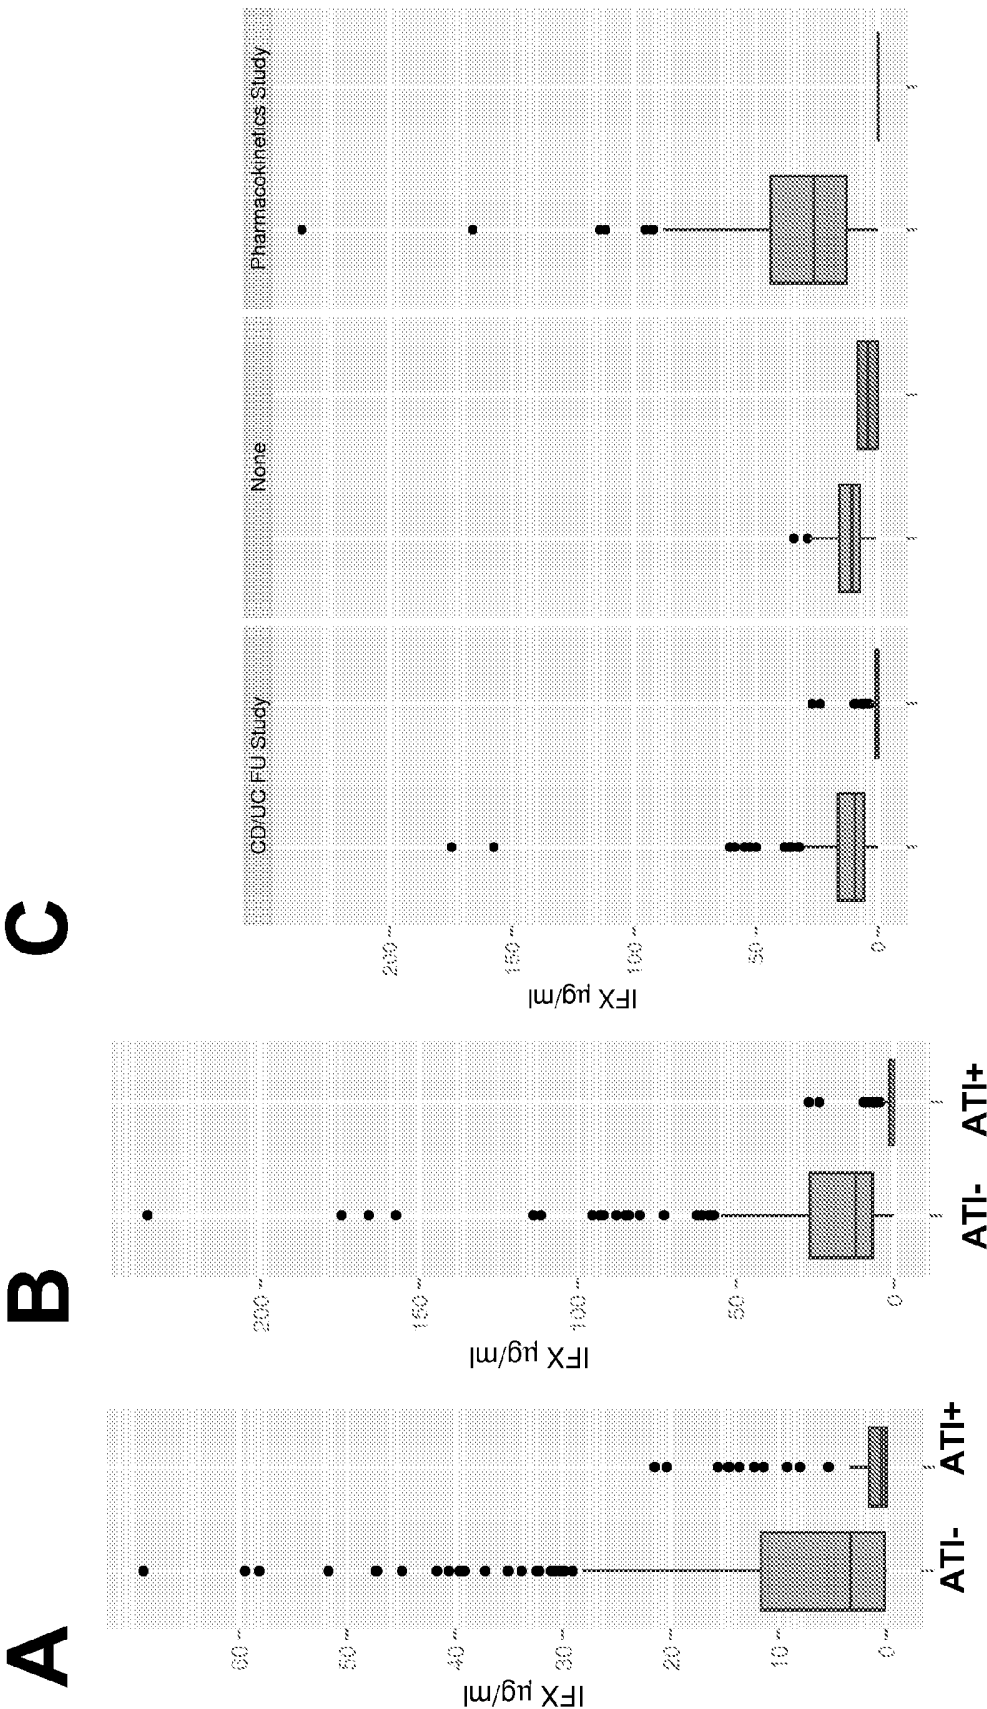 A
IFX µg/ml
60
50
40
30
20
10
0
ATI-
ATI+
B
IFX µg/ml
200
150
100
50
0
ATI-
ATI+
C
IFX µg/ml
200
150
100
50
0
CD/UC FU Study
None
Pharmacokinetics Study